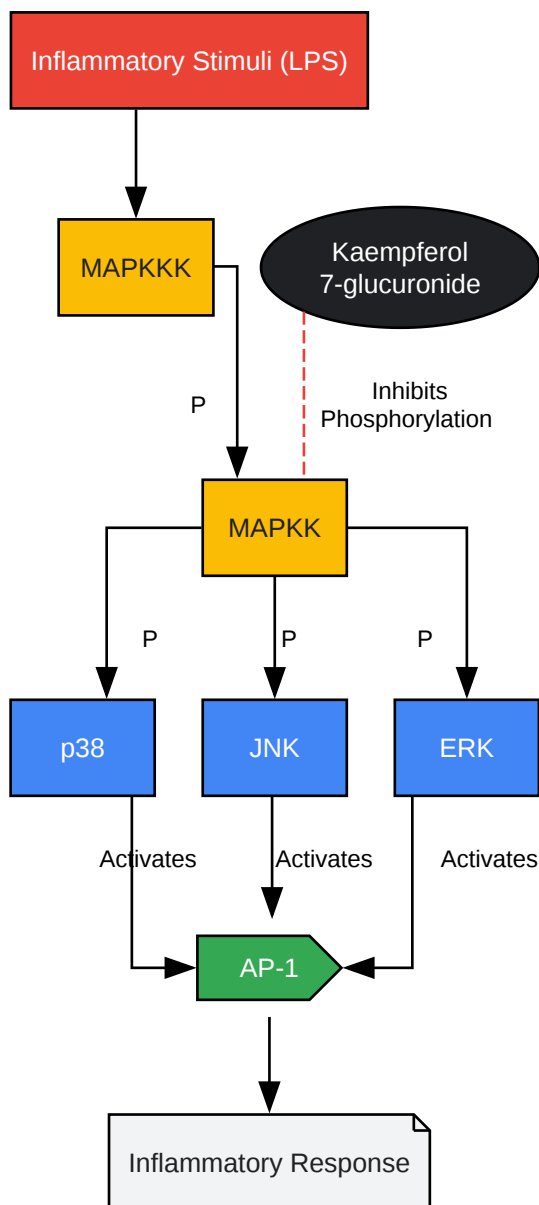 Inflammatory Stimuli (LPS)
MAPKKK
Kaempferol
7-glucuronide
P
Inhibits
Phosphorylation
MAPKK
P
P
P
p38
JNK
ERK
Activates
Activates
Activates
AP-1
Inflammatory Response